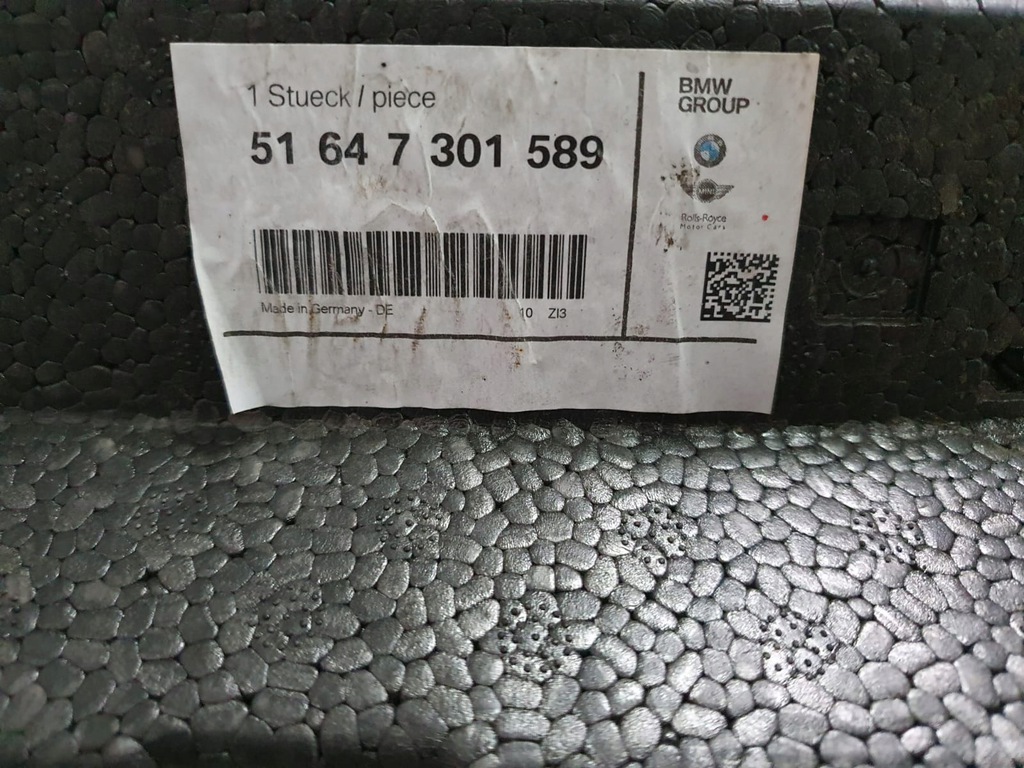 1 Stueck / piece
51 64 7 301 589
Made in Germany - DE
10 ZI3
BMW
GROUP
MINI
Rolls-Royce
Motor Cars